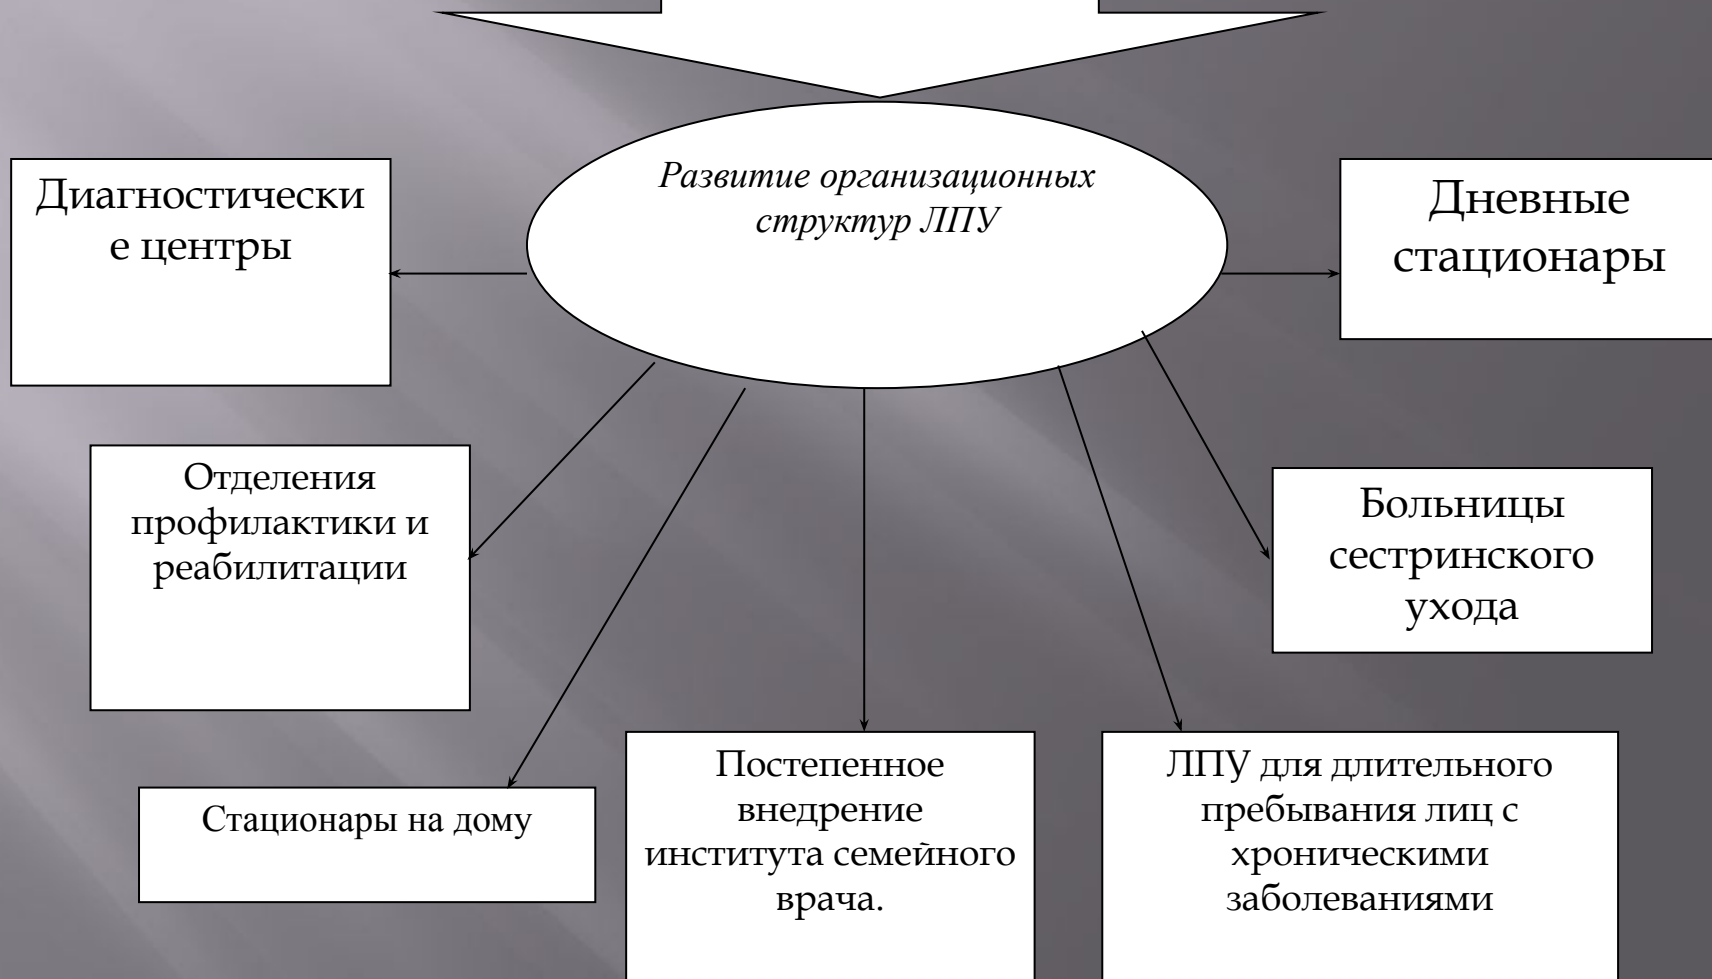 Развитие организационных
структур ЛПУ
Диагностически
е центры
Дневные
стационары
Отделения
профилактики и
реабилитации
Больницы
сестринского
ухода
Стационары на дому
Постепенное
внедрение
института семейного
врача.
ЛПУ для длительного
пребывания лиц с
хроническими
заболеваниями